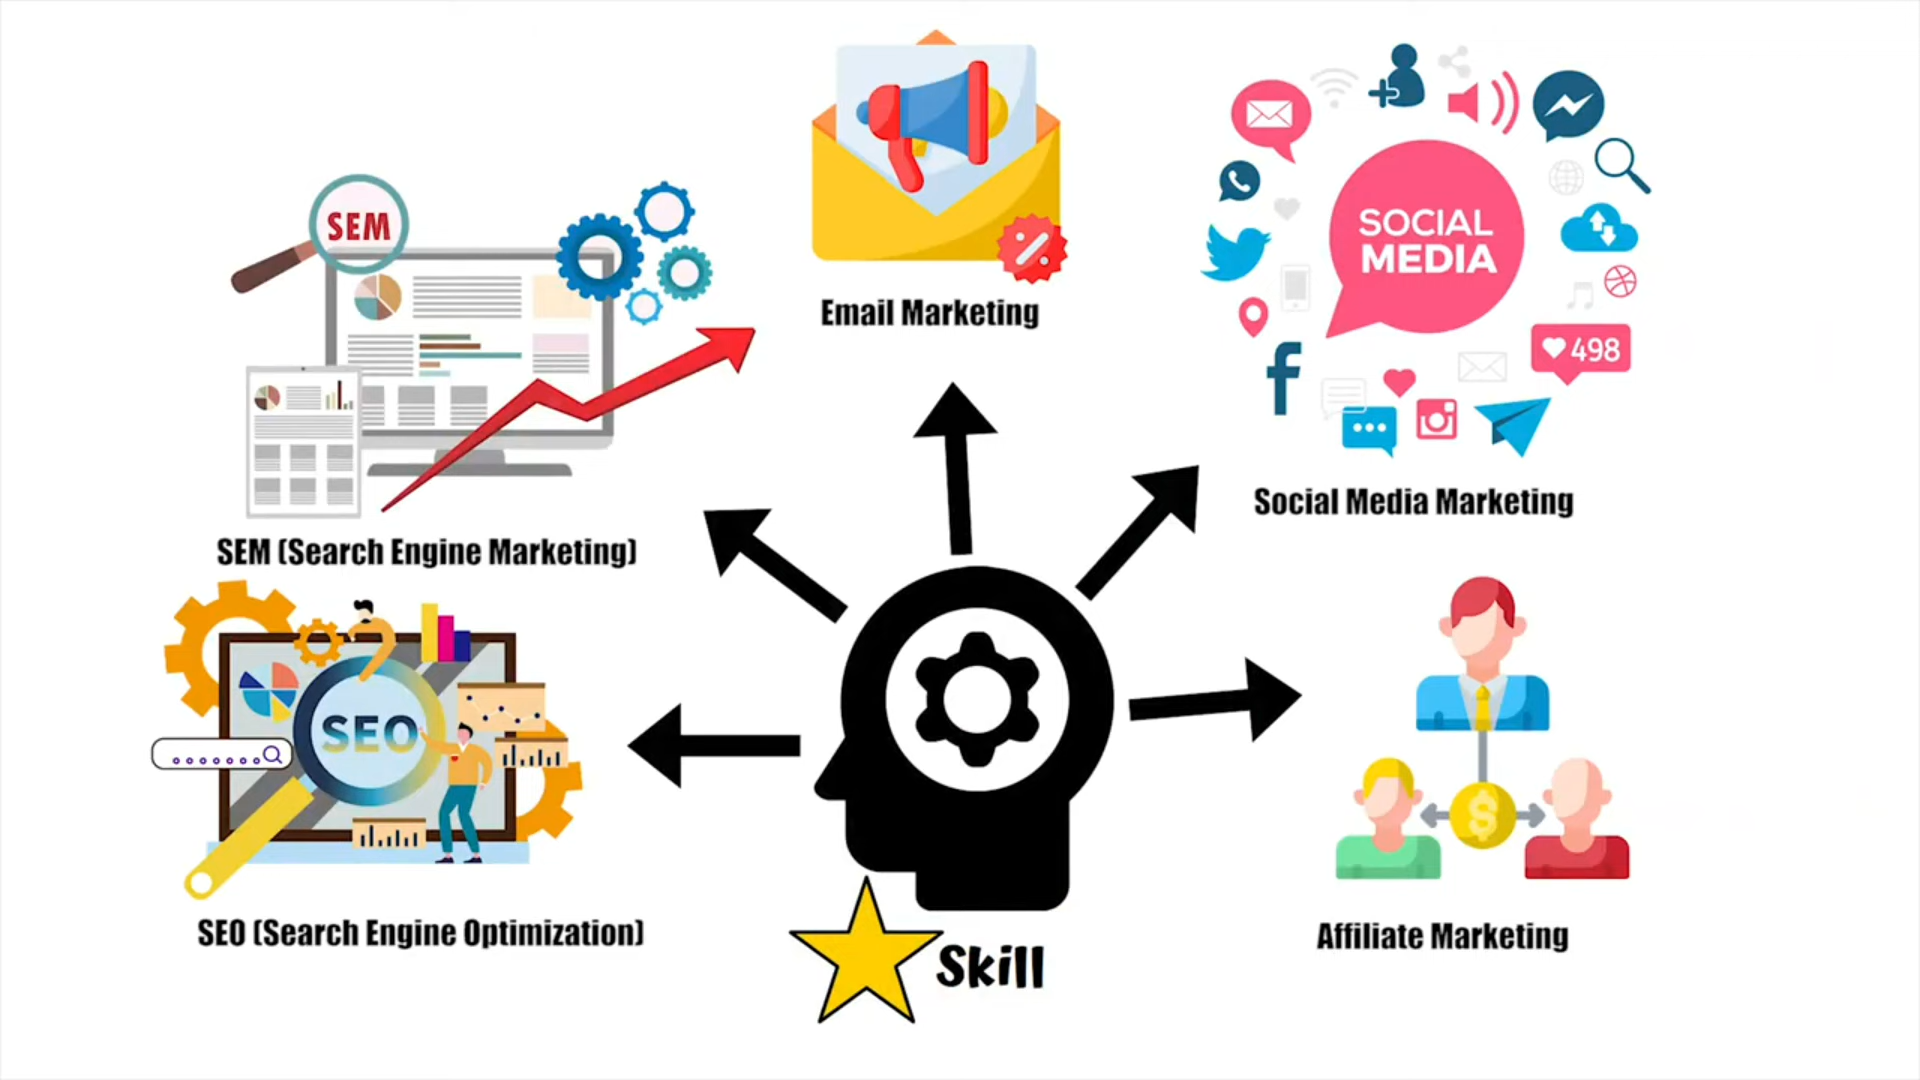 Email Marketing
SEM
SEM (Search Engine Marketing)
SOCIAL
MEDIA
498
Social Media Marketing
SEO
SEO (Search Engine Optimization)
$
Affiliate Marketing
Skill